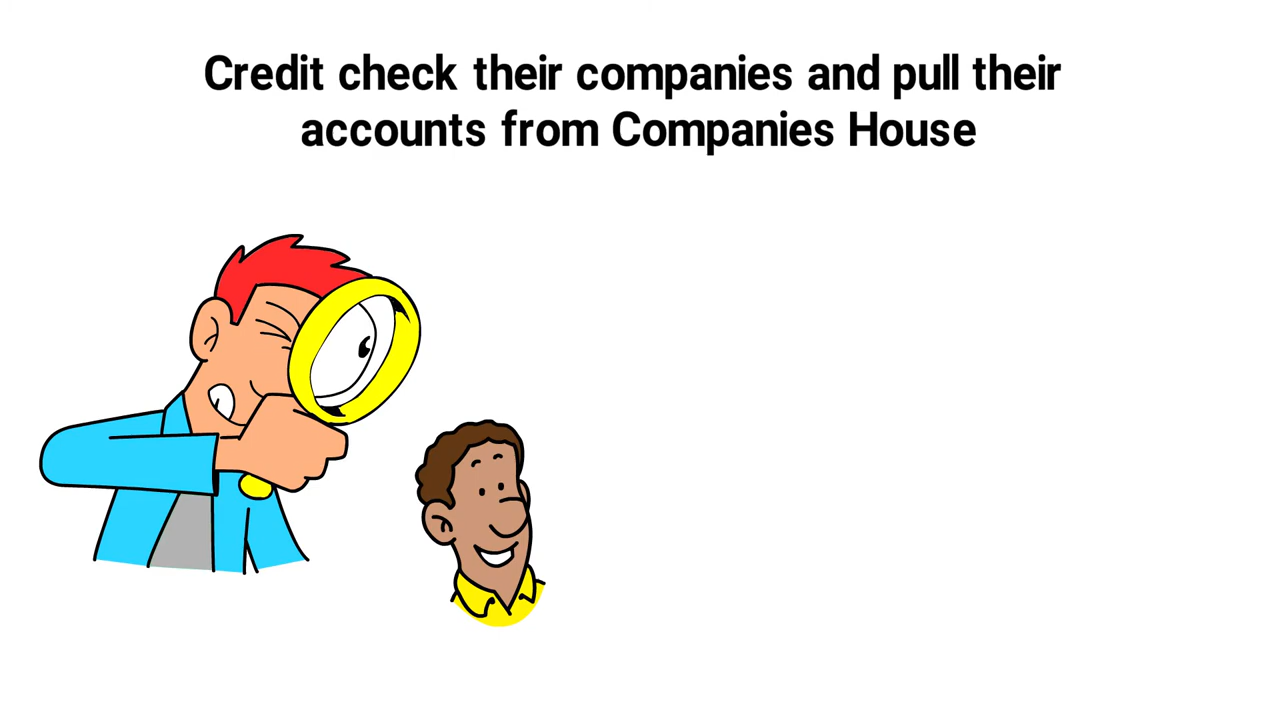 Credit check their companies and pull their
accounts from Companies House